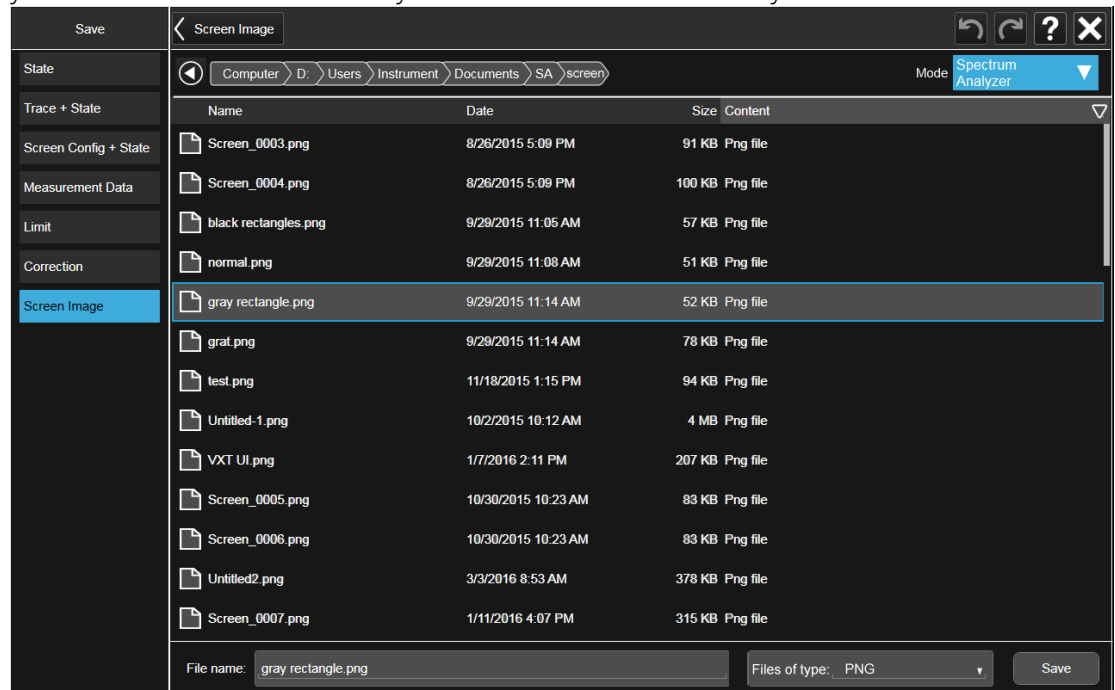 Save
Screen Image
?
State
Trace + State
Screen Config + State
Measurement Data
Limit
Correction
Screen Image
Computer D: Users Instrument Documents SA screen
Mode Spectrum
Analyzer
Name Date Size Content
Screen_0003.png 8/26/2015 5:09 PM 91 KB Png file
Screen_0004.png 8/26/2015 5:09 PM 100 KB Png file
black rectangles.png 9/29/2015 11:05 AM 57 KB Png file
normal.png 9/29/2015 11:08 AM 51 KB Png file
gray rectangle.png 9/29/2015 11:14 AM 52 KB Png file
grat.png 9/29/2015 11:14 AM 78 KB Png file
test.png 11/18/2015 1:15 PM 94 KB Png file
Untitled-1.png 10/2/2015 10:12 AM 4 MB Png file
VXT UI.png 1/7/2016 2:11 PM 207 KB Png file
Screen_0005.png 10/30/2015 10:23 AM 83 KB Png file
Screen_0006.png 10/30/2015 10:23 AM 83 KB Png file
Untitled2.png 3/3/2016 8:53 AM 378 KB Png file
Screen_0007.png 1/11/2016 4:07 PM 315 KB Png file
File name: gray rectangle.png Files of type: PNG Save